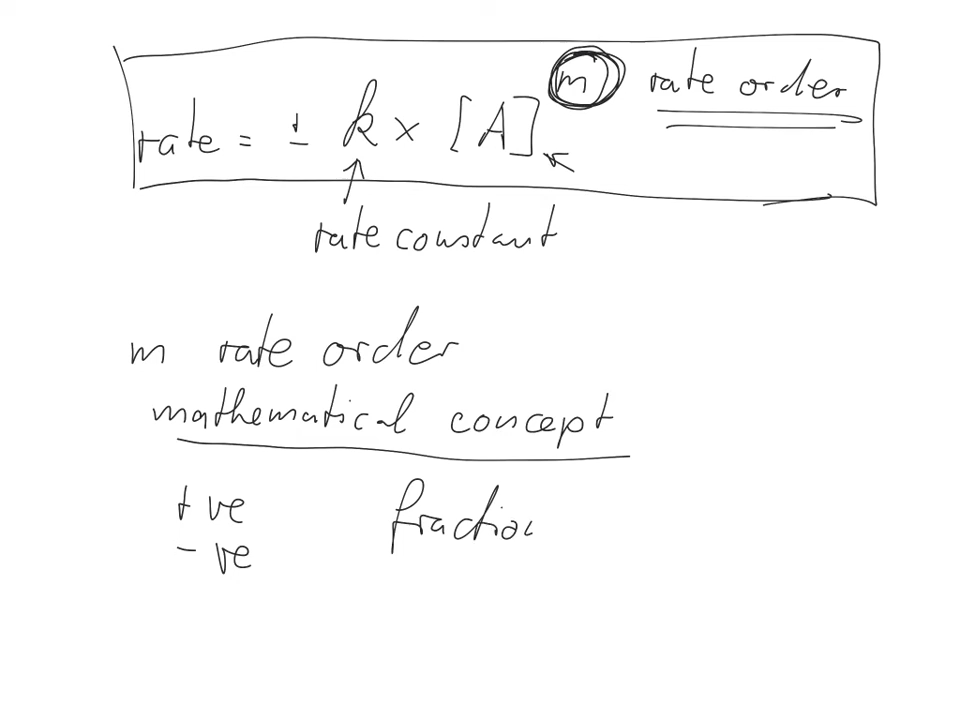 rate = ± k × [A]^m rate order
rate constant
m rate order
mathematical concept
+ve fractio
-ve